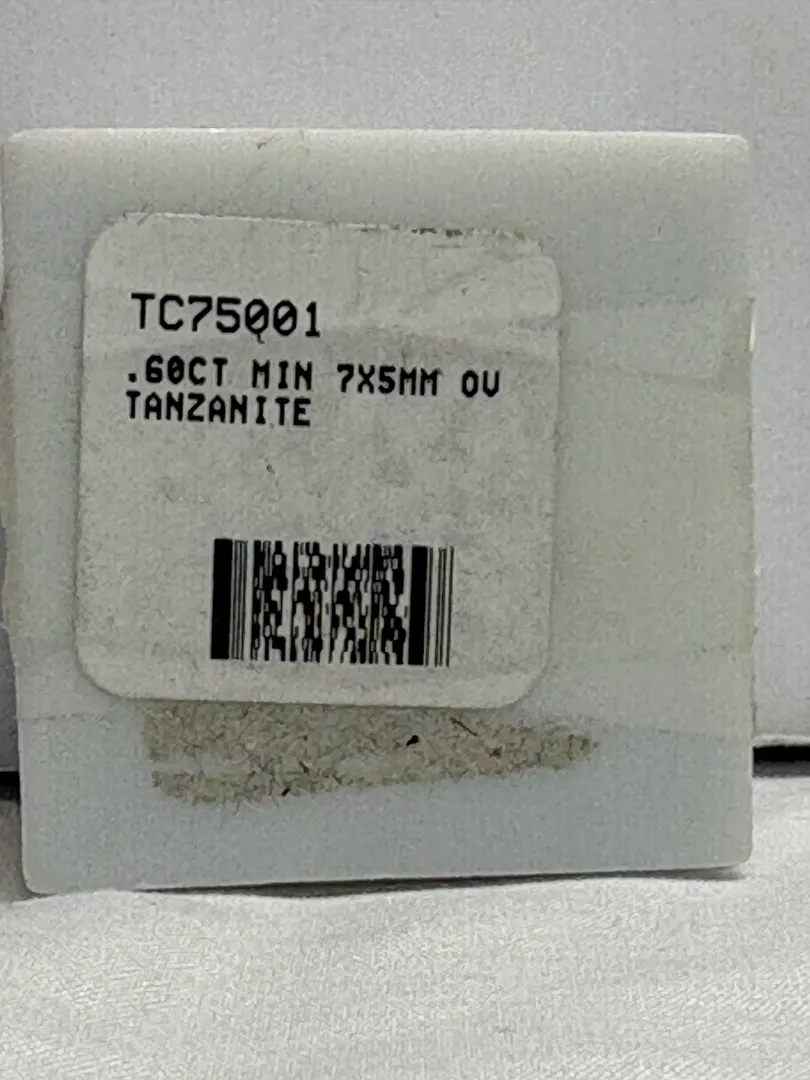 TC75001
.60CT MIN 7X5MM OV
TANZANITE